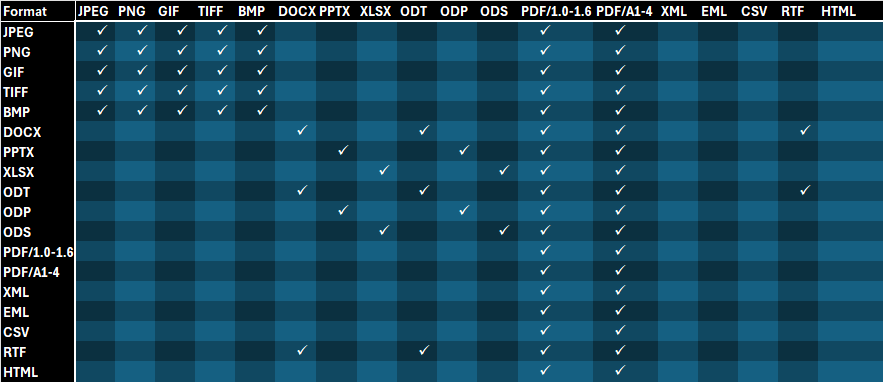 Format JPEG PNG GIF TIFF BMP DOCX PPTX XLSX ODT ODP ODS PDF/1.0-1.6 PDF/A1-4 XML EML CSV RTF HTML
JPEG ✓ ✓ ✓ ✓ ✓ ✓ ✓
PNG ✓ ✓ ✓ ✓ ✓ ✓ ✓
GIF ✓ ✓ ✓ ✓ ✓ ✓ ✓
TIFF ✓ ✓ ✓ ✓ ✓ ✓ ✓
BMP ✓ ✓ ✓ ✓ ✓ ✓ ✓
DOCX ✓ ✓ ✓ ✓ ✓
PPTX ✓ ✓ ✓ ✓
XLSX ✓ ✓ ✓ ✓
ODT ✓ ✓ ✓ ✓ ✓
ODP ✓ ✓ ✓ ✓
ODS ✓ ✓ ✓ ✓
PDF/1.0-1.6 ✓ ✓
PDF/A1-4 ✓ ✓
XML ✓ ✓
EML ✓ ✓
CSV ✓ ✓
RTF ✓ ✓ ✓ ✓
HTML ✓ ✓